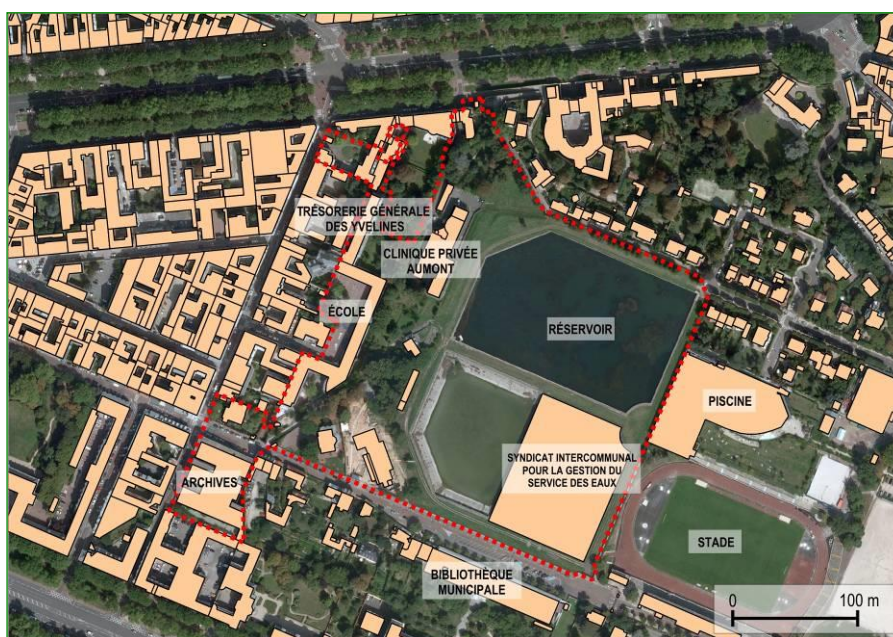 TRÉSORERIE GÉNÉRALE
DES YVELINES
CLINIQUE PRIVÉE
AUMONT
ÉCOLE
RÉSERVOIR
PISCINE
SYNDICAT INTERCOMMUNAL
POUR LA GESTION DU
SERVICE DES EAUX
ARCHIVES
STADE
BIBLIOTHÈQUE
MUNICIPALE
0 100 m